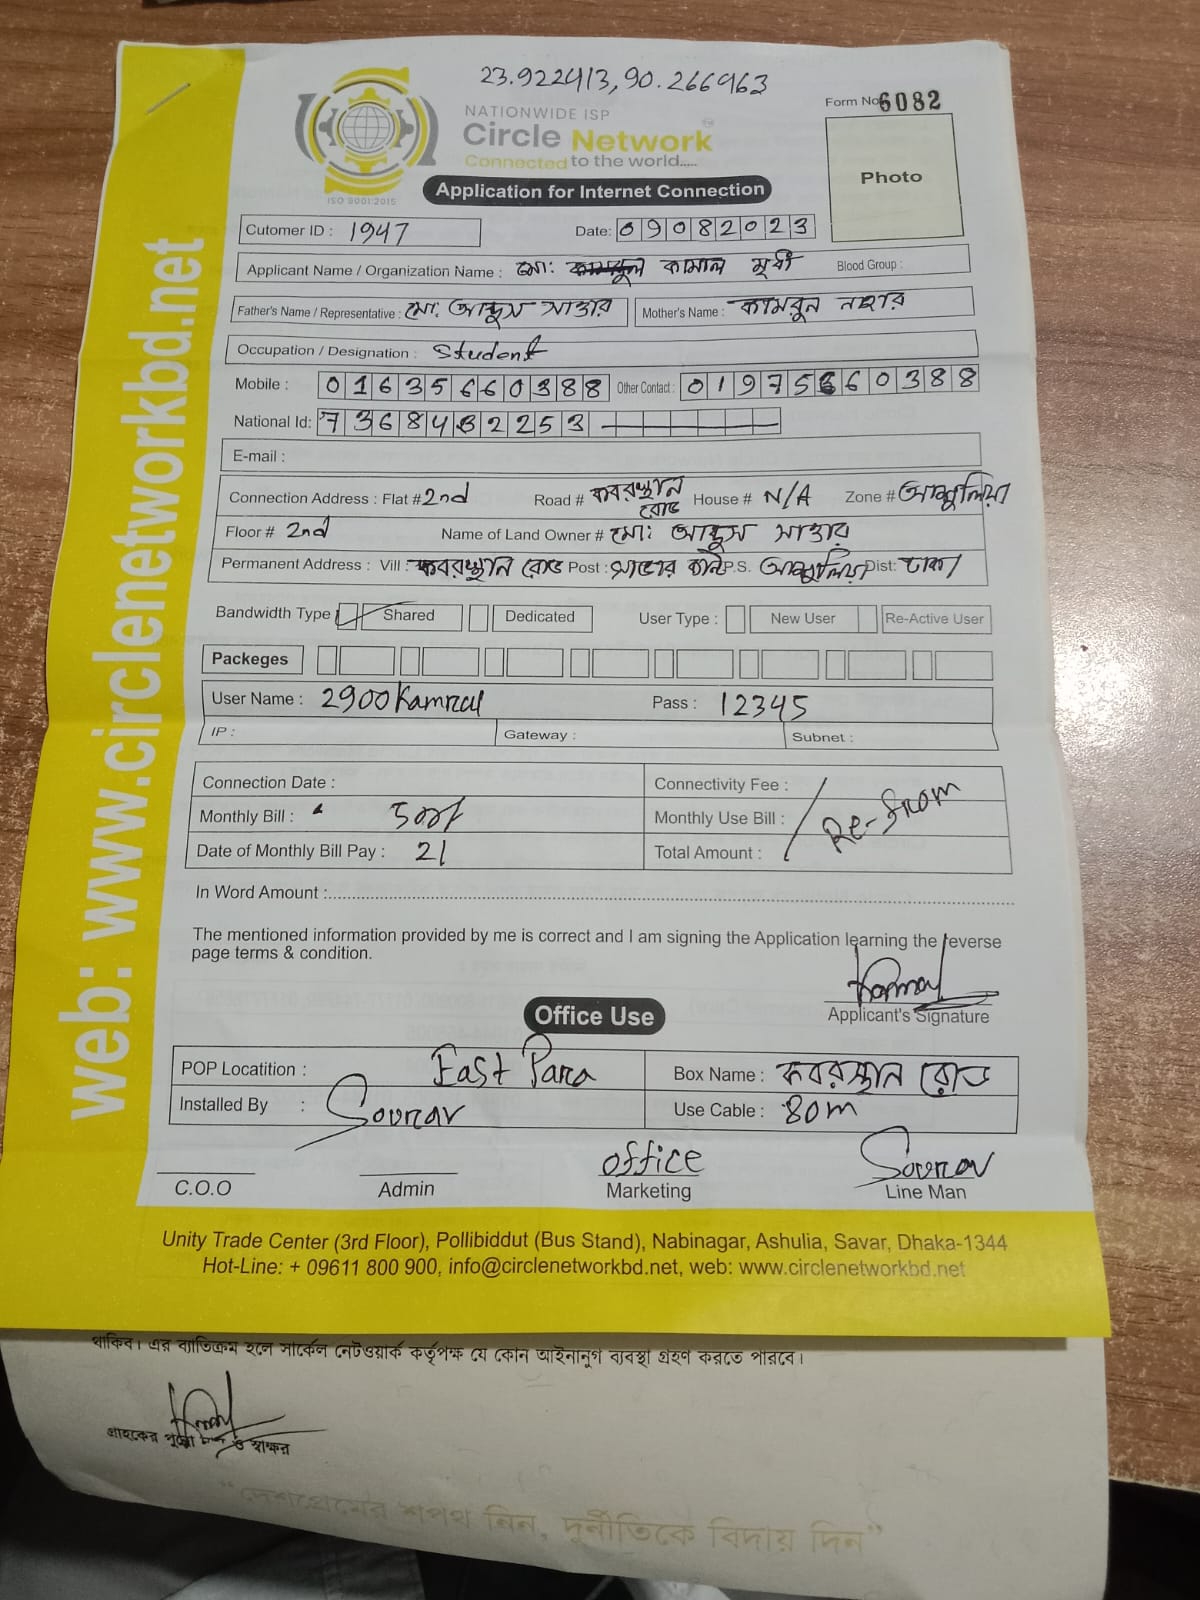 23.922413,90.266963
NATIONWIDE ISP
Form No 6082
Circle Network™
Connected to the world.....
ISO 9001:2015
Application for Internet Connection
Photo
Cutomer ID : 1947 Date: 09082023
Applicant Name / Organization Name : মো: কামাল মৃধা Blood Group :
Father's Name / Representative : মো: আব্দুস সাত্তার Mother's Name : কামরুন নাহার
Occupation / Designation : Student
Mobile : 01635660388 Other Contact : 01975660388
National Id: 7368432253
E-mail :
Connection Address : Flat # 2nd Road # কবরস্থান রোড House # N/A Zone # আশুলিয়া
Floor # 2nd Name of Land Owner # মো: আব্দুস সাত্তার
Permanent Address : Vill : কবরস্থান রোড Post : সাভার ক্যান্ট P.S. আশুলিয়া Dist: ঢাকা
Bandwidth Type Shared Dedicated User Type : New User Re-Active User
Packeges
User Name : 2900Kamrul Pass : 12345
IP : Gateway : Subnet :
Connection Date : Connectivity Fee :
Monthly Bill : 500/- Monthly Use Bill : Re-from
Date of Monthly Bill Pay : 21 Total Amount :
In Word Amount :
The mentioned information provided by me is correct and I am signing the Application learning the reverse
page terms & condition.
Kamal
Applicant's Signature
Office Use
POP Locatition : East Para Box Name : কবরস্থান রোড
Installed By : Sourav Use Cable : 80m
office Sourav
C.O.O Admin Marketing Line Man
Unity Trade Center (3rd Floor), Pollibiddut (Bus Stand), Nabinagar, Ashulia, Savar, Dhaka-1344
Hot-Line: + 09611 800 900, info@circlenetworkbd.net, web: www.circlenetworkbd.net
web: www.circlenetworkbd.net
থাকিব। এর ব্যতিক্রম হলে সার্কেল নেটওয়ার্ক কর্তৃপক্ষ যে কোন আইনানুগ ব্যবস্থা গ্রহণ করতে পারবে।
গ্রাহকের পুরো নাম ও স্বাক্ষর
"দেশপ্রেমের শপথ নিন, দুর্নীতিকে বিদায় দিন"